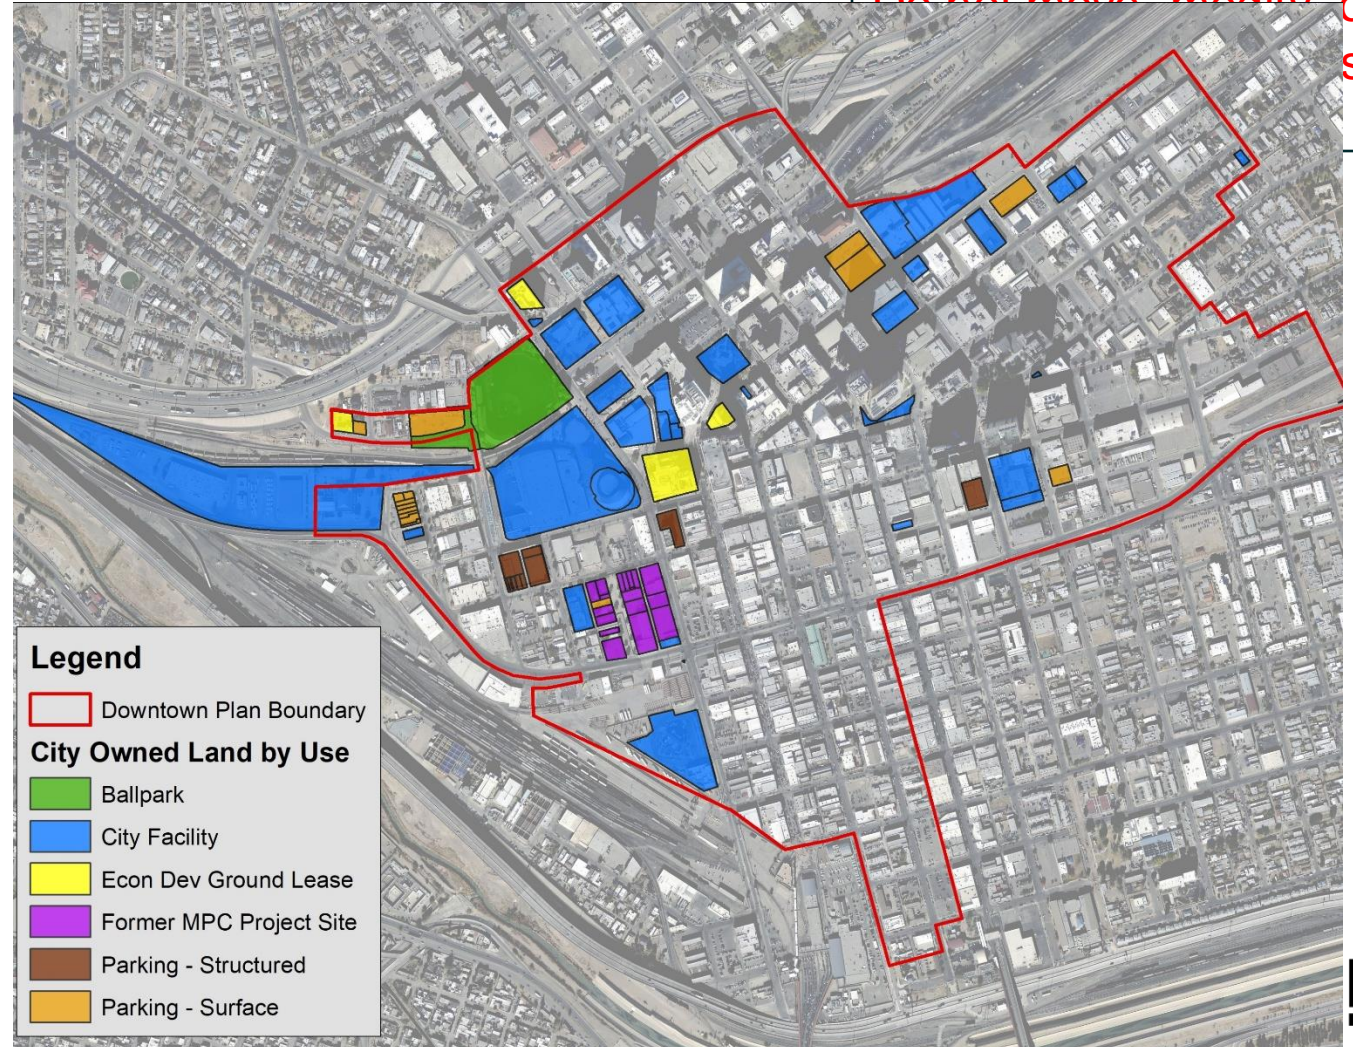 Legend
Downtown Plan Boundary
City Owned Land by Use
Ballpark
City Facility
Econ Dev Ground Lease
Former MPC Project Site
Parking - Structured
Parking - Surface